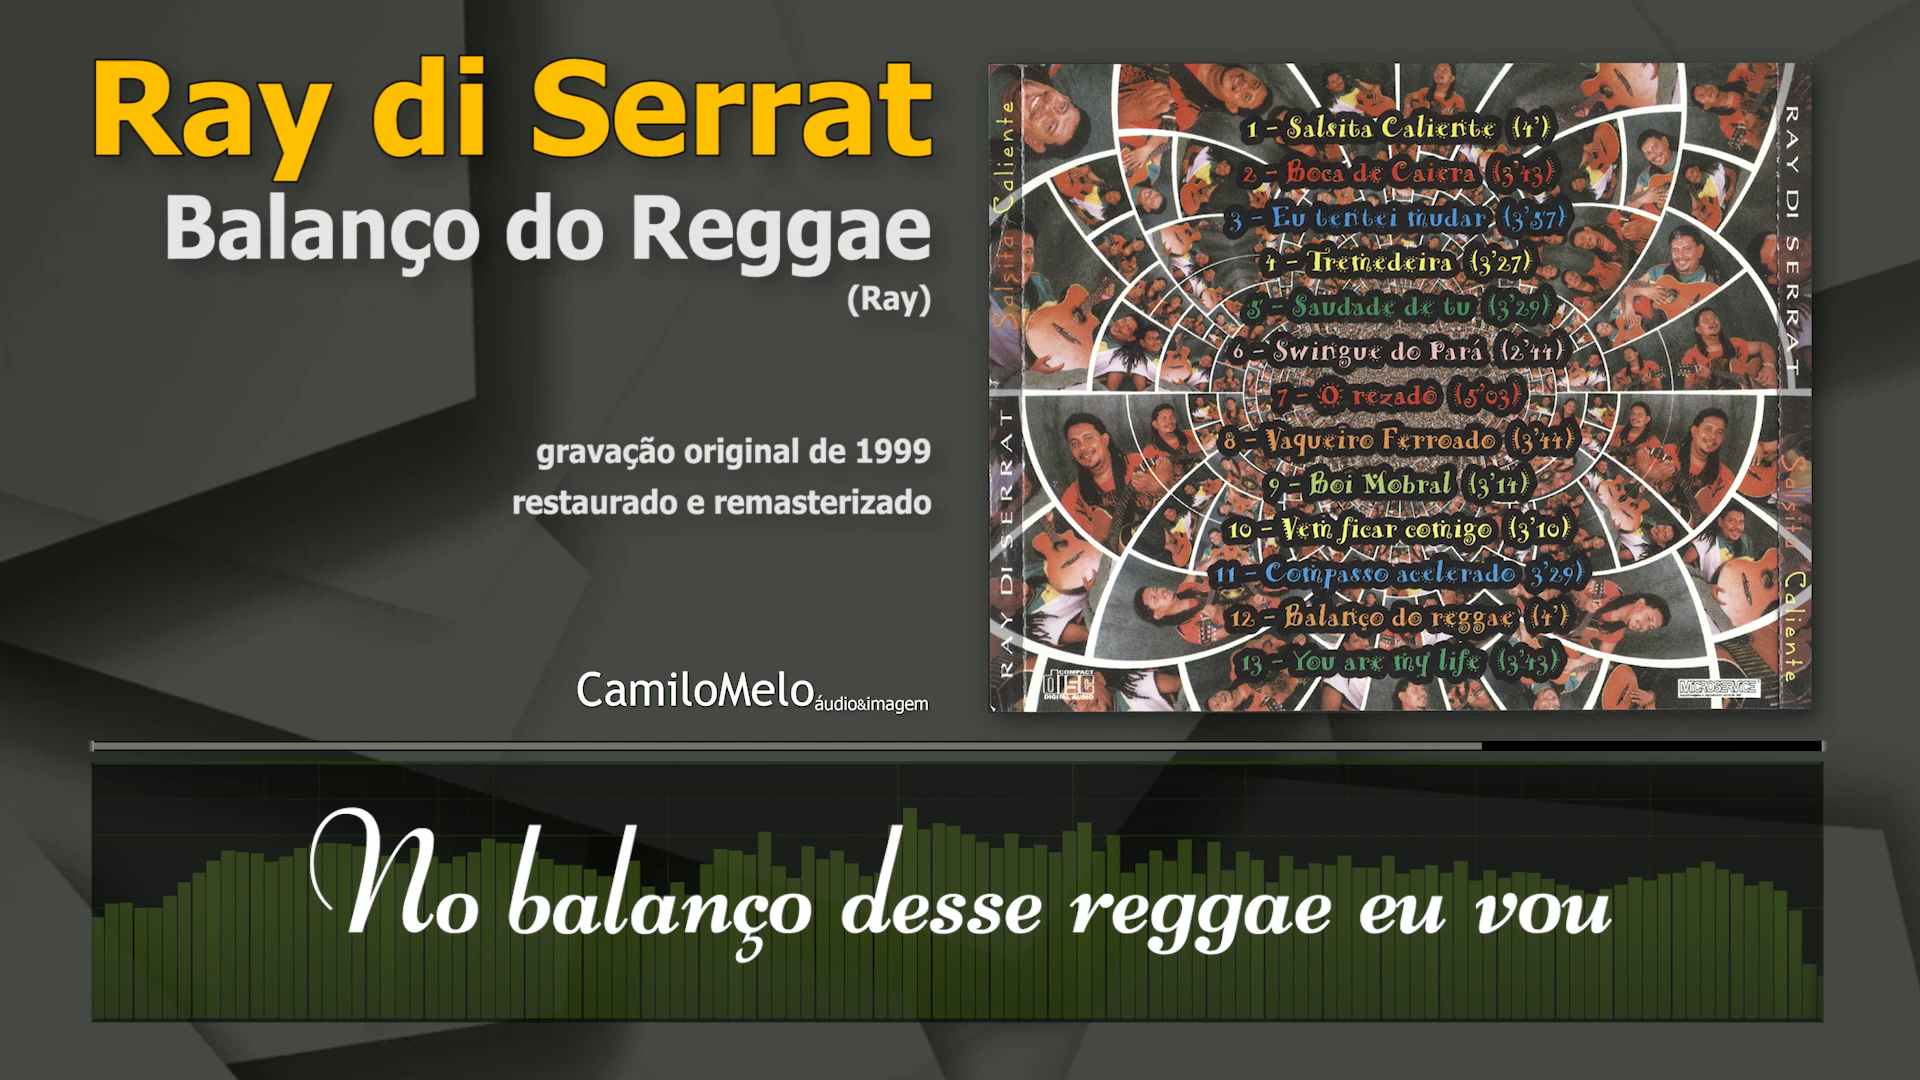 Ray di Serrat
Balanço do Reggae
(Ray)
gravação original de 1999
restaurado e remasterizado
CamiloMelo áudio&imagem
Salsita Caliente
RAY DI SERRAT
1 - Salsita Caliente (4')
2 - Boca de Caiera (3'43)
3 - Eu tentei mudar (3'57)
4 - Tremedeira (3'27)
5 - Saudade de tu (3'29)
6 - Swingue do Pará (2'44)
7 - O rezadô (5'03)
8 - Vaqueiro Ferroado (3'44)
9 - Boi Mobral (3'14)
10 - Vem ficar comigo (3'10)
11 - Compasso acelerado 3'29)
12 - Balanço do reggae (4')
13 - You are my life (3'43)
RAY DI SERRAT
Salsita Caliente
COMPACT
disc
DIGITAL AUDIO
MICROSERVICE
No balanço desse reggae eu vou